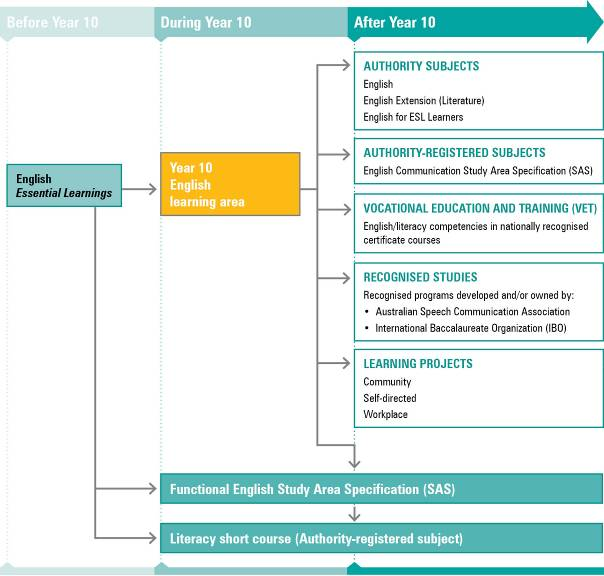 Before Year 10
During Year 10
After Year 10
English
Essential Learnings
Year 10
English
learning area
AUTHORITY SUBJECTS
English
English Extension (Literature)
English for ESL Learners
AUTHORITY-REGISTERED SUBJECTS
English Communication Study Area Specification (SAS)
VOCATIONAL EDUCATION AND TRAINING (VET)
English/literacy competencies in nationally recognised
certificate courses
RECOGNISED STUDIES
Recognised programs developed and/or owned by:
• Australian Speech Communication Association
• International Baccalaureate Organization (IBO)
LEARNING PROJECTS
Community
Self-directed
Workplace
Functional English Study Area Specification (SAS)
Literacy short course (Authority-registered subject)